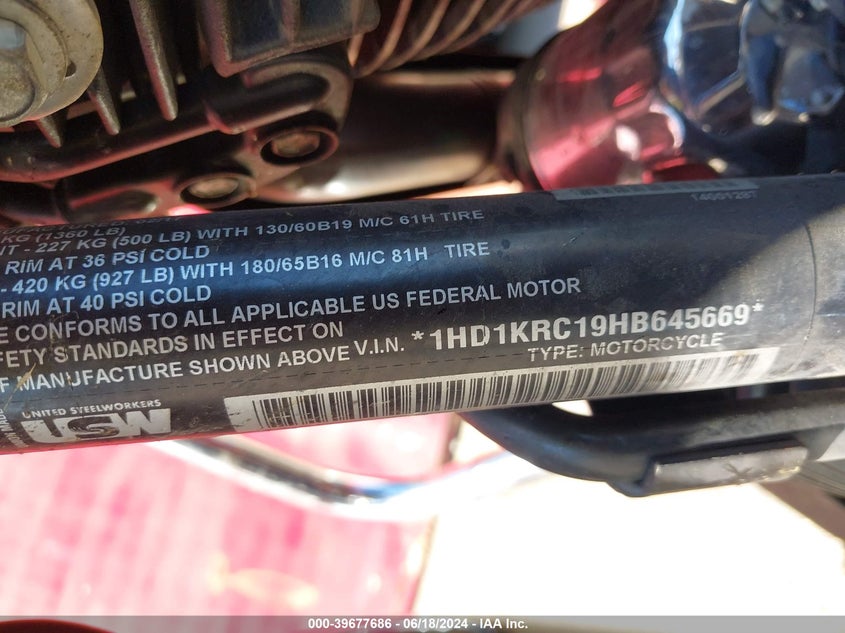 KG (1360 LB)
NT - 227 KG (500 LB) WITH 130/60B19 M/C 61H TIRE
RIM AT 36 PSI COLD
- 420 KG (927 LB) WITH 180/65B16 M/C 81H TIRE
RIM AT 40 PSI COLD
E CONFORMS TO ALL APPLICABLE US FEDERAL MOTOR
FETY STANDARDS IN EFFECT ON
F MANUFACTURE SHOWN ABOVE V.I.N. *1HD1KRC19HB645669*
TYPE: MOTORCYCLE
UNITED STEELWORKERS
USW
000-39677686 - 06/18/2024 - IAA Inc.